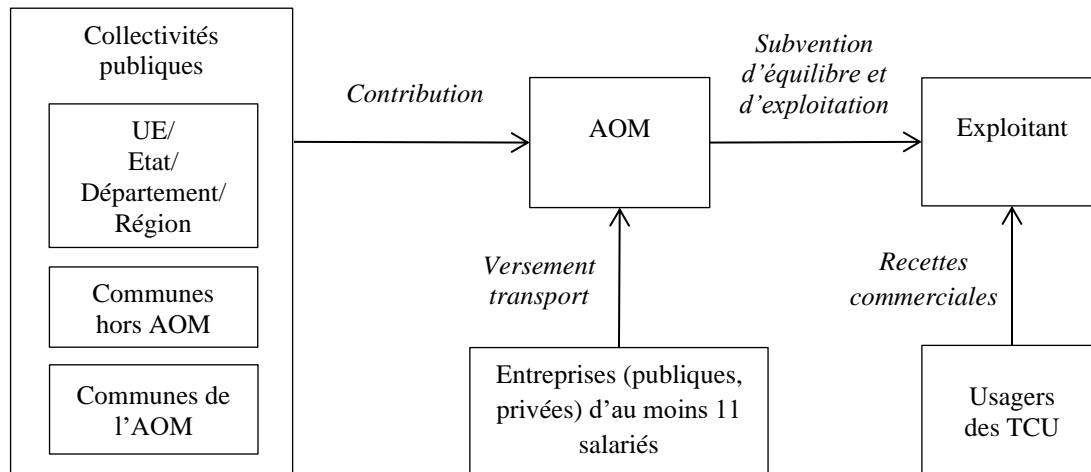 Collectivités
publiques
UE/
Etat/
Département/
Région
Communes
hors AOM
Communes de
l’AOM
Contribution
AOM
Subvention
d’équilibre et
d’exploitation
Exploitant
Versement
transport
Recettes
commerciales
Entreprises (publiques,
privées) d’au moins 11
salariés
Usagers
des TCU